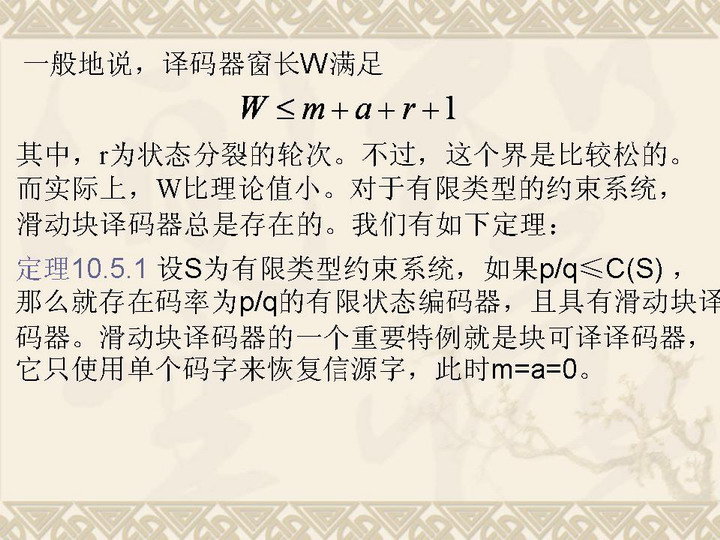 一般地说，译码器窗长W满足
W ≤ m + a + r + 1
其中，r为状态分裂的轮次。不过，这个界是比较松的。
而实际上，W比理论值小。对于有限类型的约束系统，
滑动块译码器总是存在的。我们有如下定理：
定理10.5.1 设S为有限类型约束系统，如果p/q≤C(S) ，
那么就存在码率为p/q的有限状态编码器，且具有滑动块译
码器。滑动块译码器的一个重要特例就是块可译译码器，
它只使用单个码字来恢复信源字，此时m=a=0。